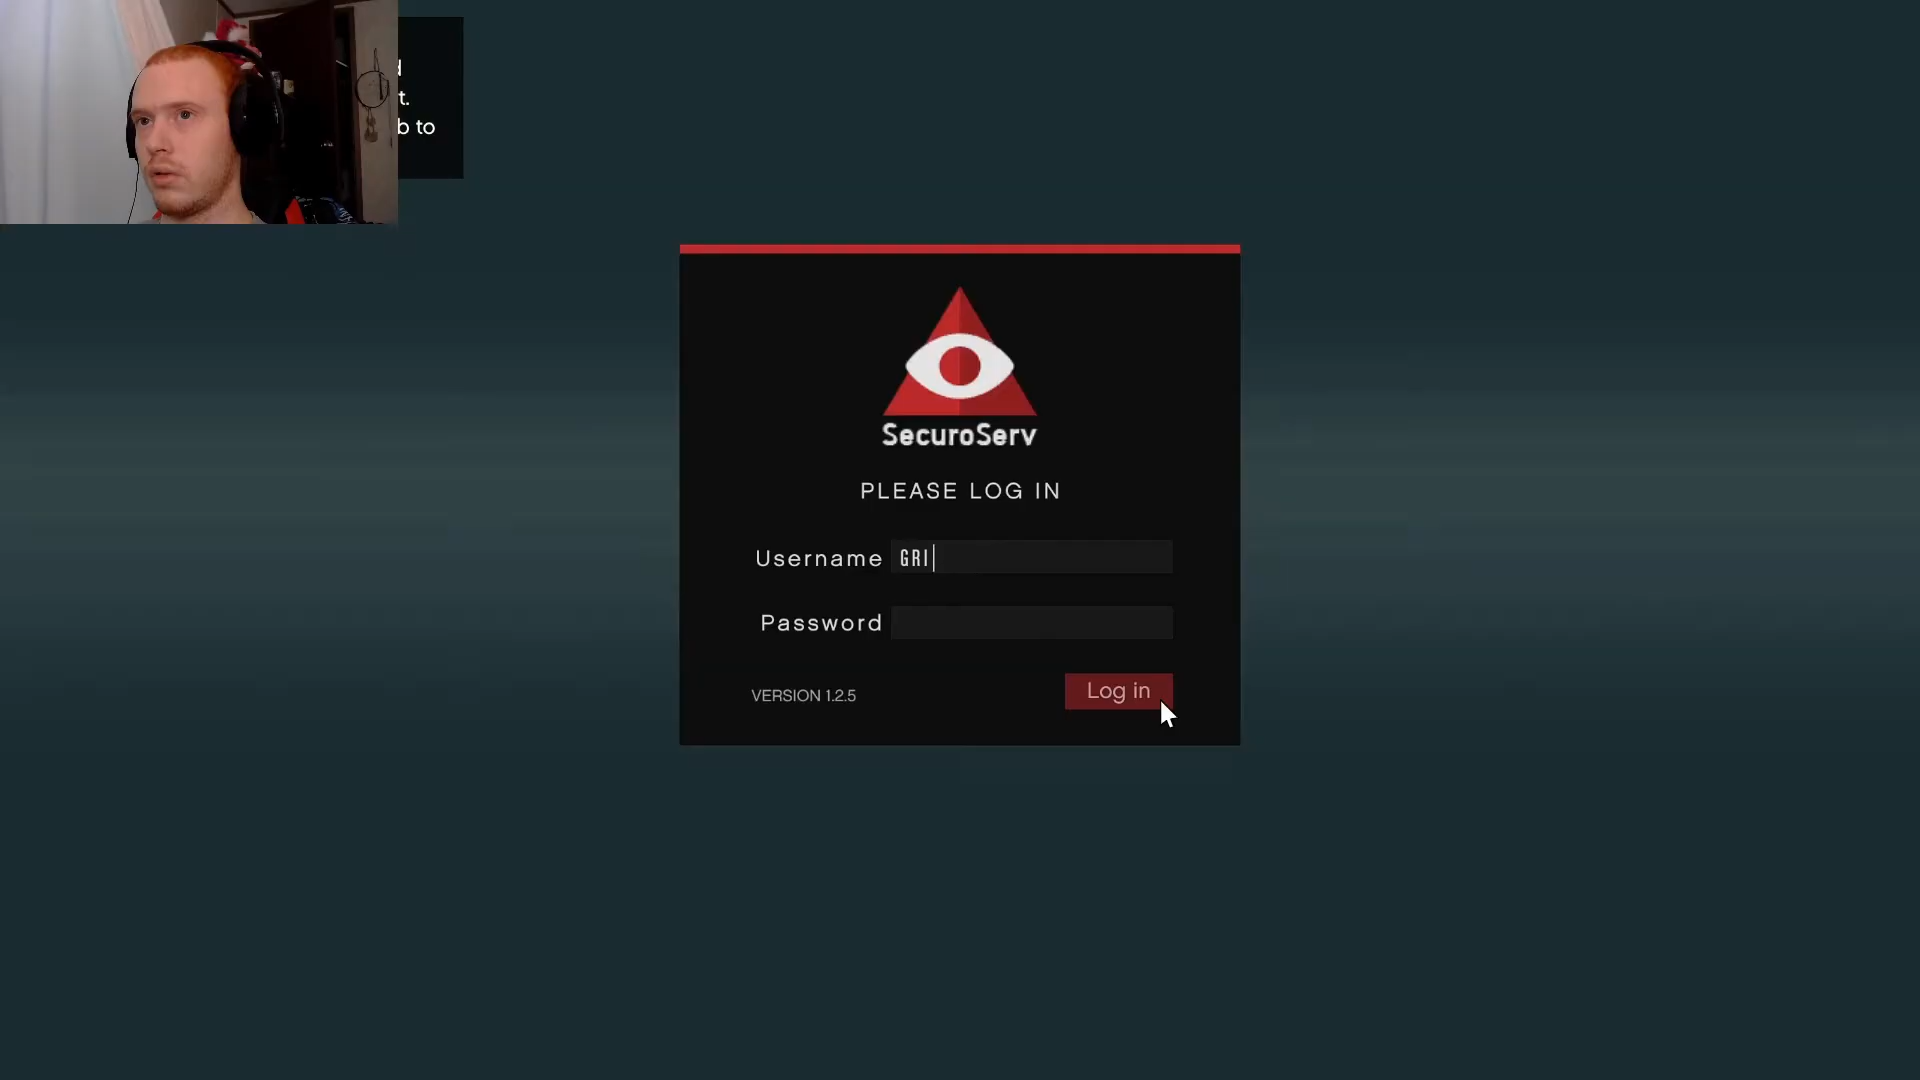 t.
b to
SecuroServ
PLEASE LOG IN
Username GRI
Password
VERSION 1.2.5
Log in